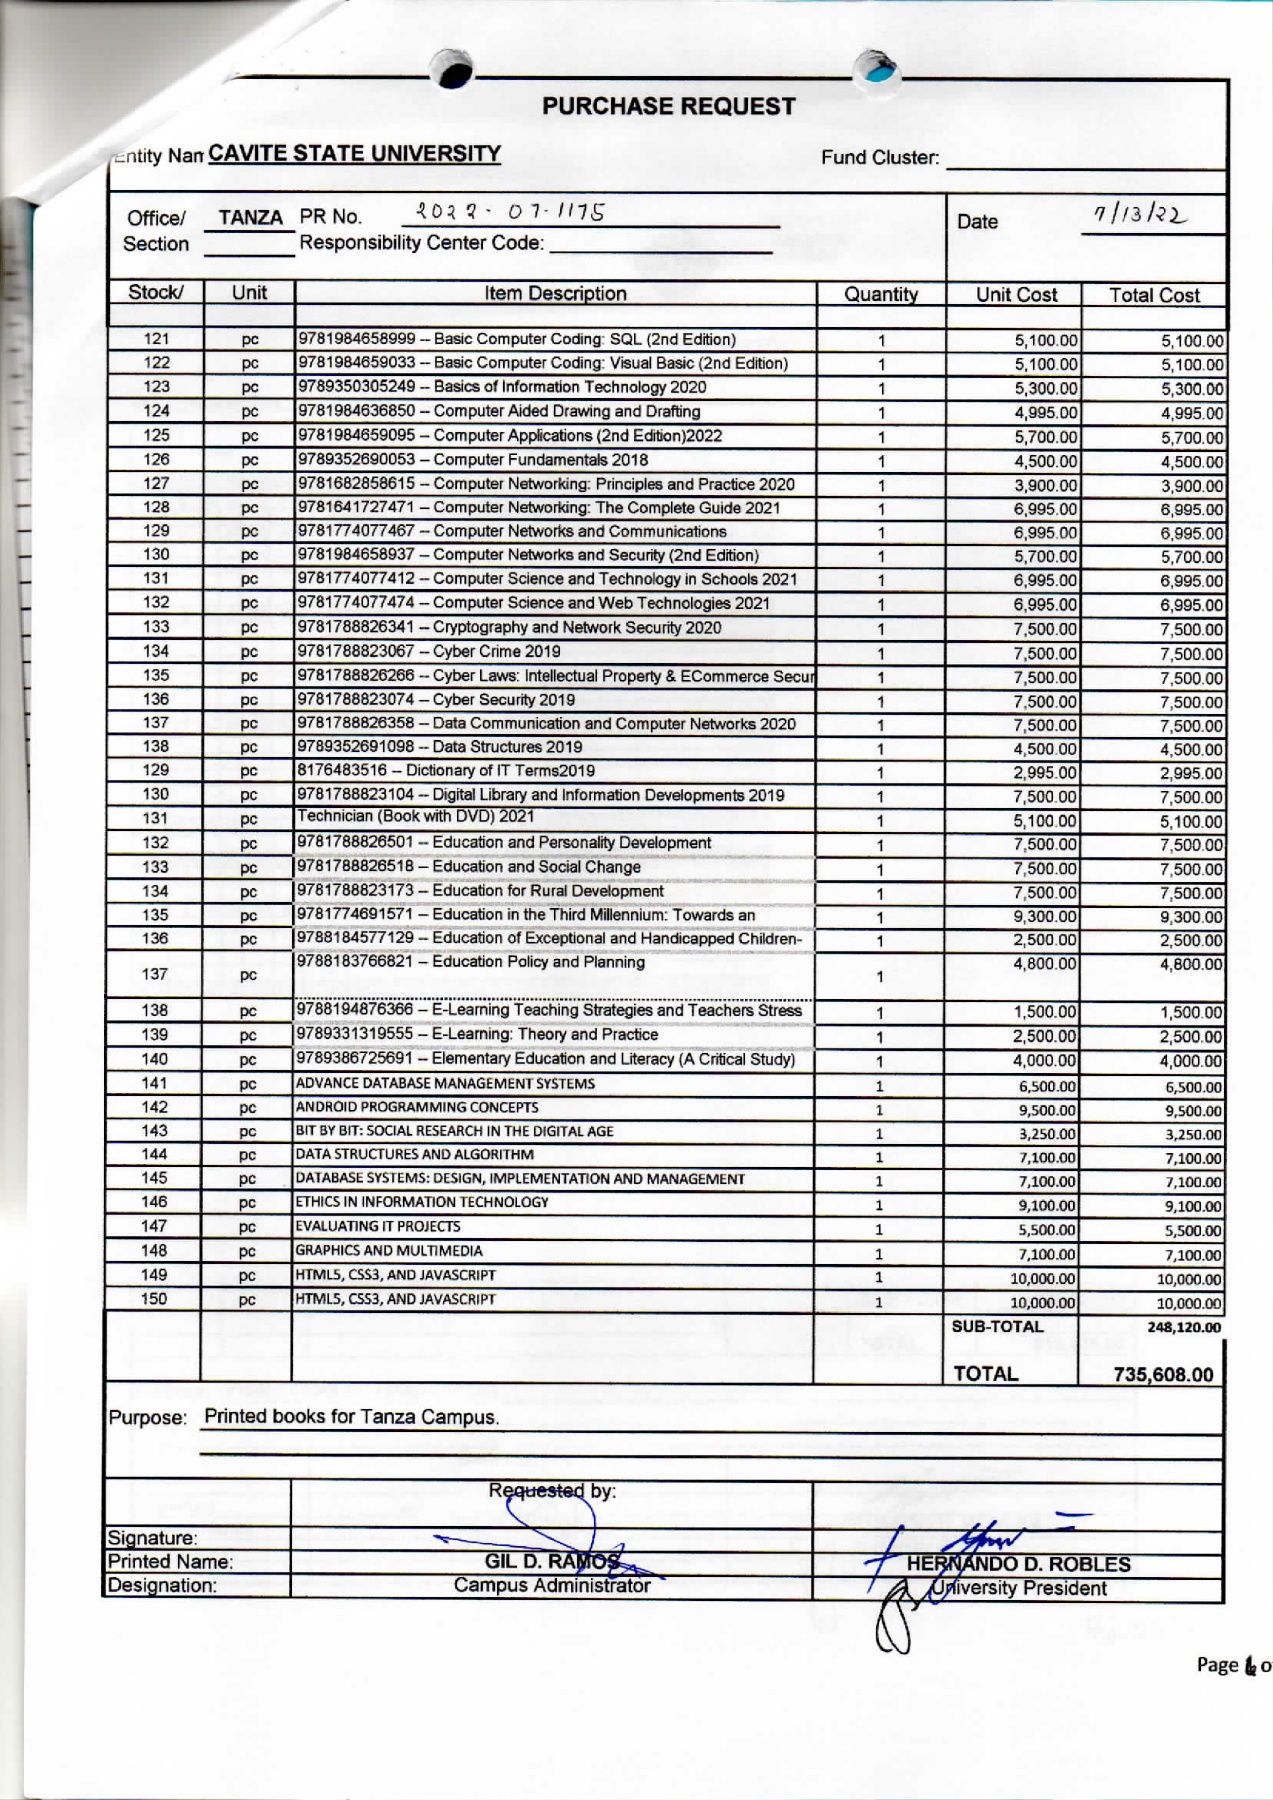 PURCHASE REQUEST
Entity Nam CAVITE STATE UNIVERSITY Fund Cluster:
Office/ TANZA PR No. 2022-07-1175 Date 7/13/22
Section Responsibility Center Code:
Stock/ Unit Item Description Quantity Unit Cost Total Cost
121 pc 9781984658999 -- Basic Computer Coding: SQL (2nd Edition) 1 5,100.00 5,100.00
122 pc 9781984659033 -- Basic Computer Coding: Visual Basic (2nd Edition) 1 5,100.00 5,100.00
123 pc 9789350305249 -- Basics of Information Technology 2020 1 5,300.00 5,300.00
124 pc 9781984636850 -- Computer Aided Drawing and Drafting 1 4,995.00 4,995.00
125 pc 9781984659095 -- Computer Applications (2nd Edition)2022 1 5,700.00 5,700.00
126 pc 9789352690053 -- Computer Fundamentals 2018 1 4,500.00 4,500.00
127 pc 9781682858615 -- Computer Networking: Principles and Practice 2020 1 3,900.00 3,900.00
128 pc 9781641727471 -- Computer Networking: The Complete Guide 2021 1 6,995.00 6,995.00
129 pc 9781774077467 -- Computer Networks and Communications 1 6,995.00 6,995.00
130 pc 9781984658937 -- Computer Networks and Security (2nd Edition) 1 5,700.00 5,700.00
131 pc 9781774077412 -- Computer Science and Technology in Schools 2021 1 6,995.00 6,995.00
132 pc 9781774077474 -- Computer Science and Web Technologies 2021 1 6,995.00 6,995.00
133 pc 9781788826341 -- Cryptography and Network Security 2020 1 7,500.00 7,500.00
134 pc 9781788823067 -- Cyber Crime 2019 1 7,500.00 7,500.00
135 pc 9781788826266 -- Cyber Laws: Intellectual Property & ECommerce Secur 1 7,500.00 7,500.00
136 pc 9781788823074 -- Cyber Security 2019 1 7,500.00 7,500.00
137 pc 9781788826358 -- Data Communication and Computer Networks 2020 1 7,500.00 7,500.00
138 pc 9789352691098 -- Data Structures 2019 1 4,500.00 4,500.00
129 pc 8176483516 -- Dictionary of IT Terms2019 1 2,995.00 2,995.00
130 pc 9781788823104 -- Digital Library and Information Developments 2019 1 7,500.00 7,500.00
131 pc Technician (Book with DVD) 2021 1 5,100.00 5,100.00
132 pc 9781788826501 -- Education and Personality Development 1 7,500.00 7,500.00
133 pc 9781788826518 -- Education and Social Change 1 7,500.00 7,500.00
134 pc 9781788823173 -- Education for Rural Development 1 7,500.00 7,500.00
135 pc 9781774691571 -- Education in the Third Millennium: Towards an 1 9,300.00 9,300.00
136 pc 9788184577129 -- Education of Exceptional and Handicapped Children- 1 2,500.00 2,500.00
137 pc 9788183766821 -- Education Policy and Planning 1 4,800.00 4,800.00
138 pc 9788194876366 -- E-Learning Teaching Strategies and Teachers Stress 1 1,500.00 1,500.00
139 pc 9789331319555 -- E-Learning: Theory and Practice 1 2,500.00 2,500.00
140 pc 9789386725691 -- Elementary Education and Literacy (A Critical Study) 1 4,000.00 4,000.00
141 pc ADVANCE DATABASE MANAGEMENT SYSTEMS 1 6,500.00 6,500.00
142 pc ANDROID PROGRAMMING CONCEPTS 1 9,500.00 9,500.00
143 pc BIT BY BIT: SOCIAL RESEARCH IN THE DIGITAL AGE 1 3,250.00 3,250.00
144 pc DATA STRUCTURES AND ALGORITHM 1 7,100.00 7,100.00
145 pc DATABASE SYSTEMS: DESIGN, IMPLEMENTATION AND MANAGEMENT 1 7,100.00 7,100.00
146 pc ETHICS IN INFORMATION TECHNOLOGY 1 9,100.00 9,100.00
147 pc EVALUATING IT PROJECTS 1 5,500.00 5,500.00
148 pc GRAPHICS AND MULTIMEDIA 1 7,100.00 7,100.00
149 pc HTML5, CSS3, AND JAVASCRIPT 1 10,000.00 10,000.00
150 pc HTML5, CSS3, AND JAVASCRIPT 1 10,000.00 10,000.00
SUB-TOTAL 248,120.00
TOTAL 735,608.00
Purpose: Printed books for Tanza Campus.
Requested by:
Signature:
Printed Name: GIL D. RAMOS HERNANDO D. ROBLES
Designation: Campus Administrator University President
Page